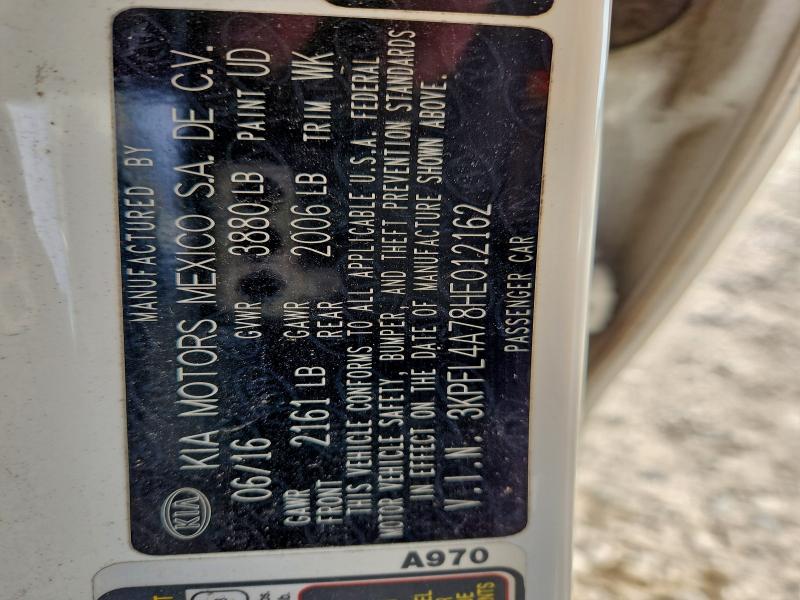 MANUFACTURED BY
KIA KIA MOTORS MEXICO S.A. DE C.V.
06/16 GVWR 3880 LB PAINT UD
GAWR FRONT 2161 LB GAWR REAR 2006 LB TRIM WK
THIS VEHICLE CONFORMS TO ALL APPLICABLE U.S.A. FEDERAL
MOTOR VEHICLE SAFETY, BUMPER, AND THEFT PREVENTION STANDARDS
IN EFFECT ON THE DATE OF MANUFACTURE SHOWN ABOVE.
V.I.N. 3KPFL4A78HE012162
PASSENGER CAR
A970